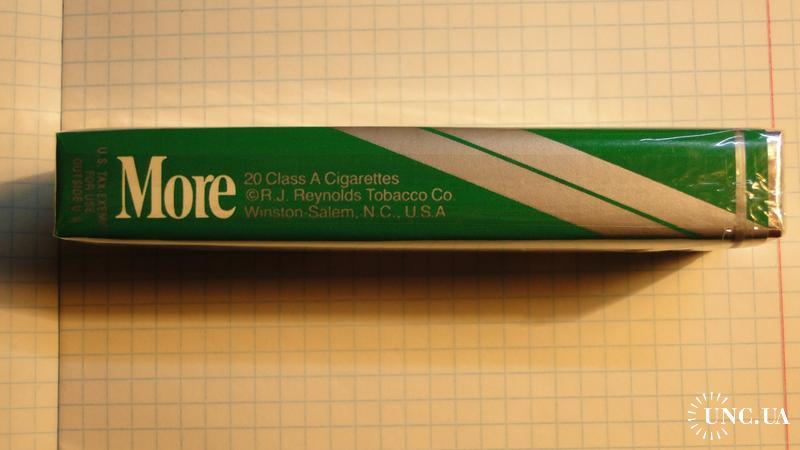 U.S. TAX EXEMPT
FOR USE
OUTSIDE U.S.
More
20 Class A Cigarettes
©R.J. Reynolds Tobacco Co.
Winston-Salem, N.C., U.S.A.
UNC.UA